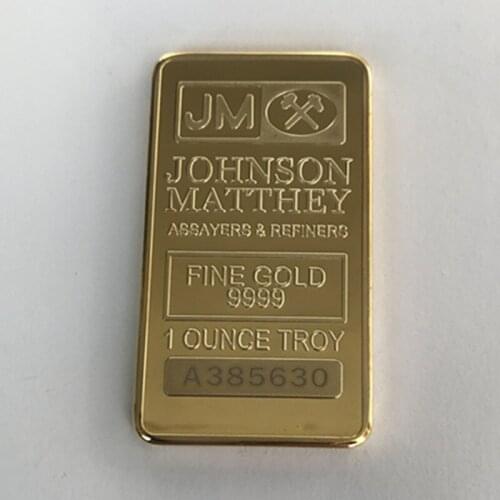 JM
JOHNSON
MATTHEY
ASSAYERS & REFINERS
FINE GOLD
9999
1 OUNCE TROY
A385630